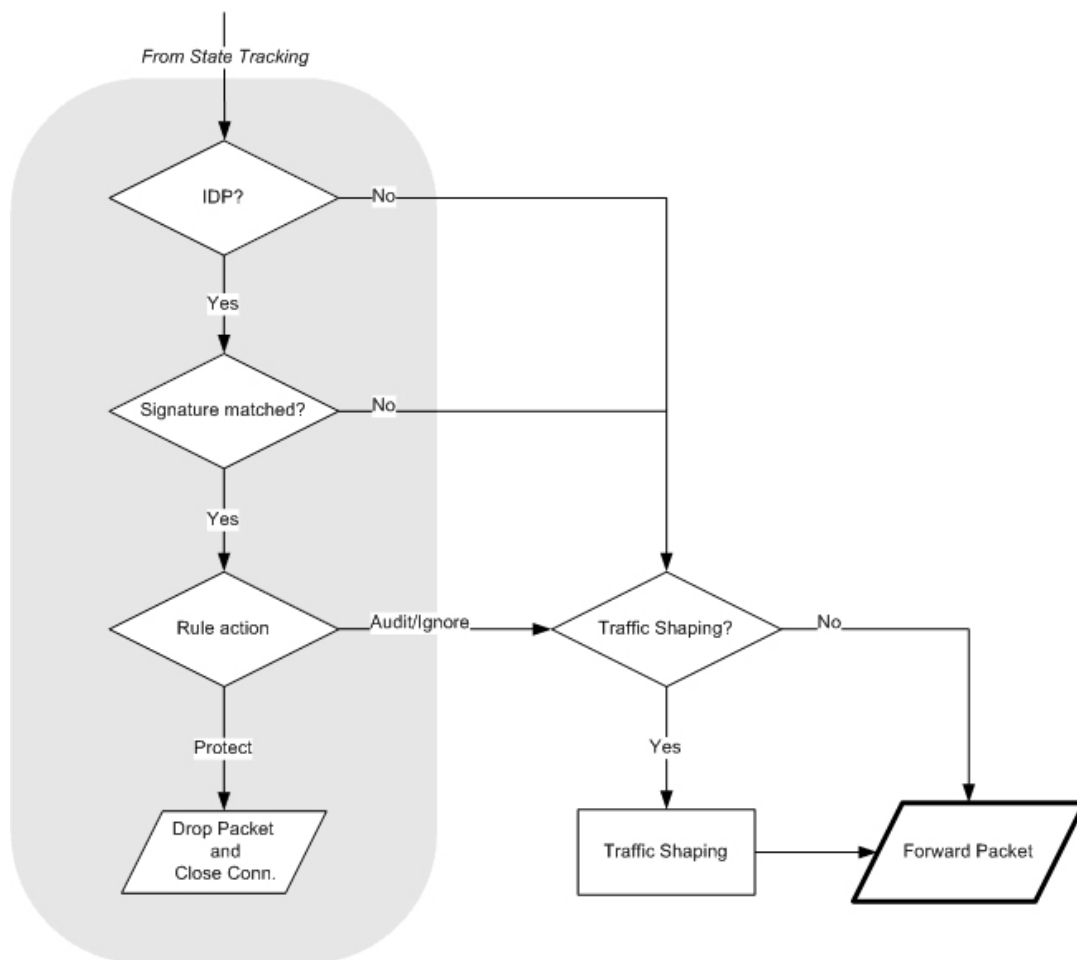 From State Tracking
IDP?
No
Yes
Signature matched?
No
Yes
Rule action
Audit/Ignore
Traffic Shaping?
No
Protect
Yes
Drop Packet
and
Close Conn.
Traffic Shaping
Forward Packet